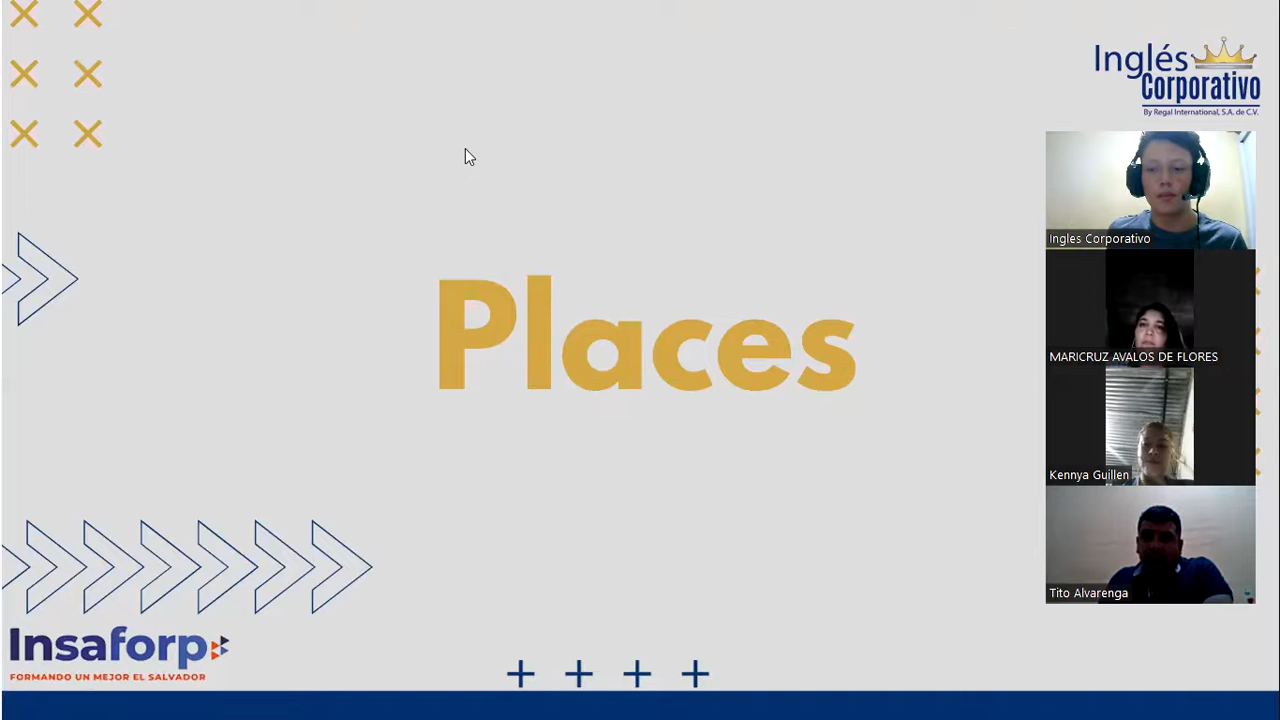 Inglés
Corporativo
By Regal International, S.A. de C.V.
Places
Ingles Corporativo
MARICRUZ AVALOS DE FLORES
Kennya Guillen
Tito Alvarenga
Insaforp
FORMANDO UN MEJOR EL SALVADOR